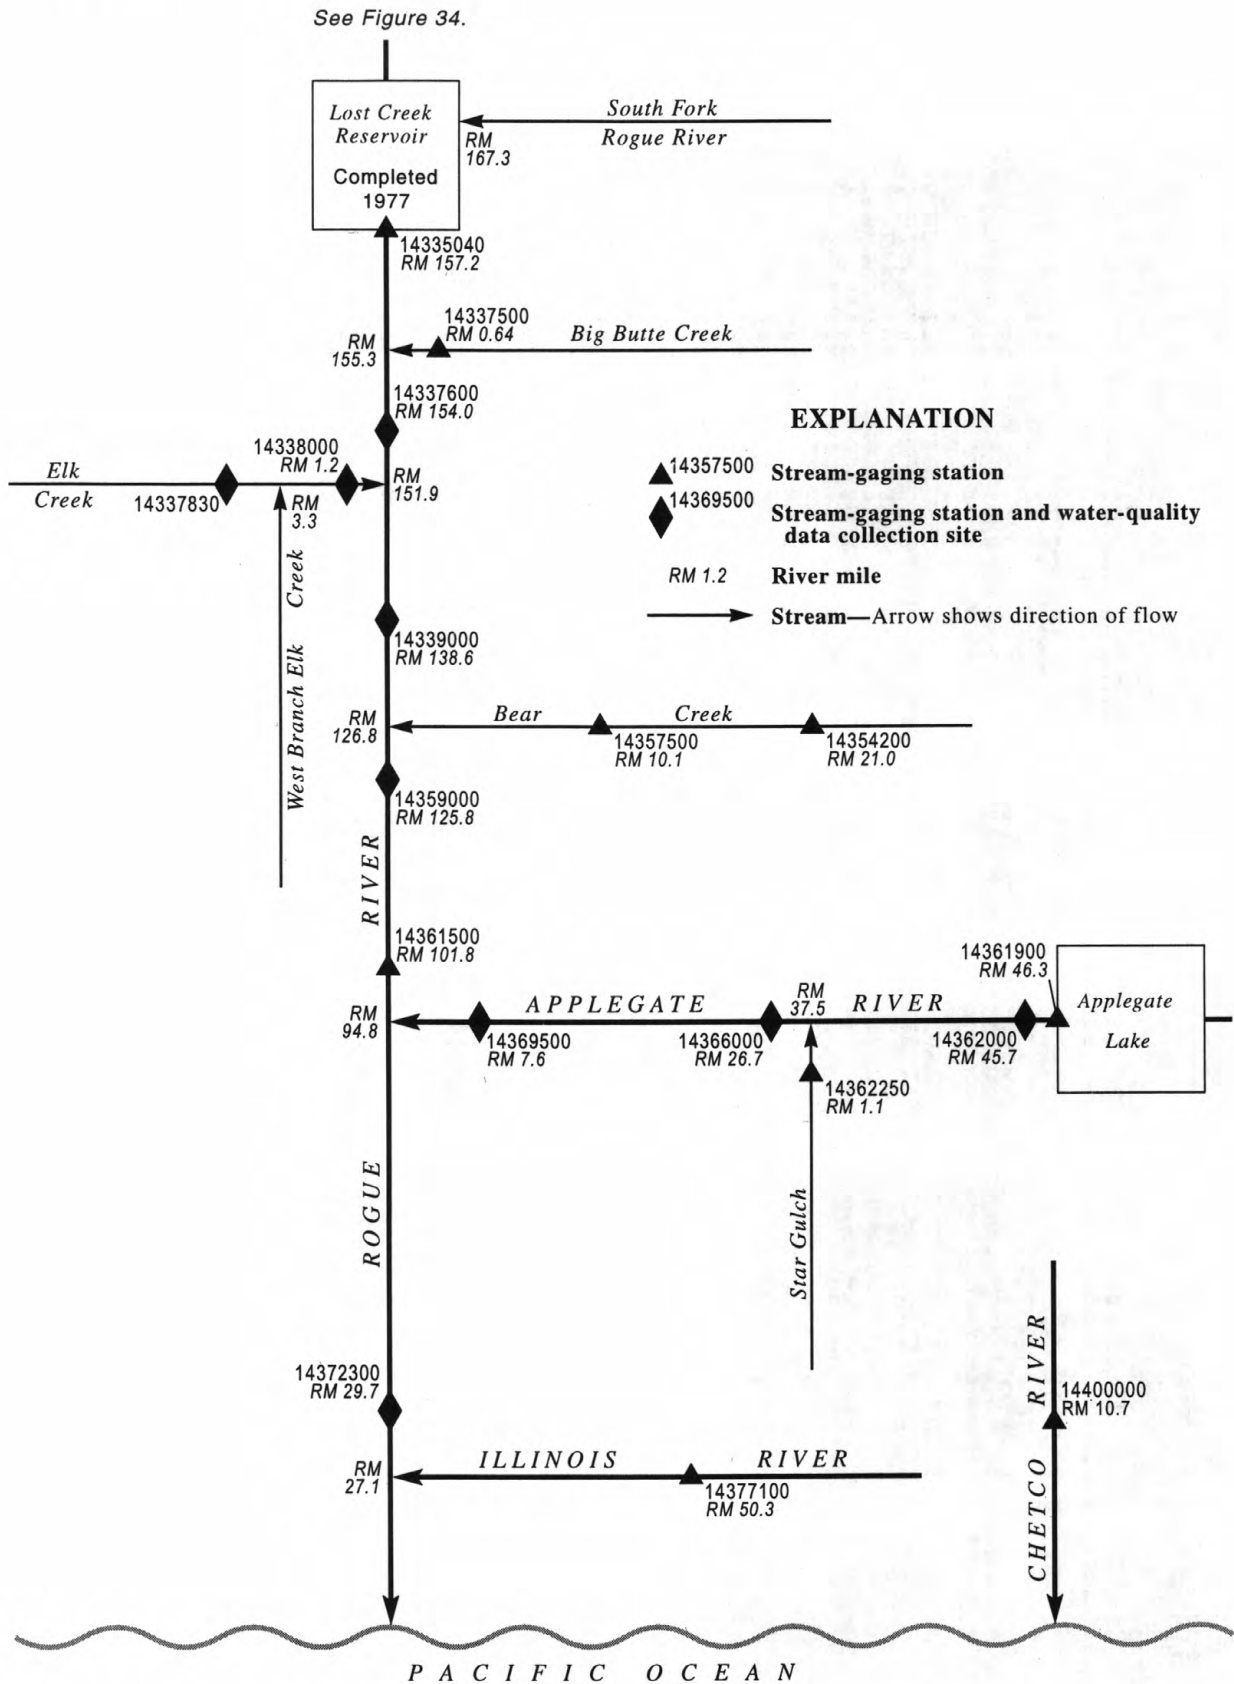 See Figure 34.
Lost Creek
Reservoir
Completed
1977
South Fork
Rogue River
RM
167.3
14335040
RM 157.2
14337500
RM 0.64
Big Butte Creek
RM
155.3
14337600
RM 154.0
14338000
RM 1.2
Elk
Creek
14337830
RM
3.3
RM
151.9
West Branch Elk Creek
EXPLANATION
14357500 Stream-gaging station
14369500 Stream-gaging station and water-quality
data collection site
RM 1.2 River mile
Stream—Arrow shows direction of flow
14339000
RM 138.6
RM
126.8
Bear Creek
14357500
RM 10.1
14354200
RM 21.0
14359000
RM 125.8
ROGUE RIVER
14361500
RM 101.8
RM
94.8
APPLEGATE RIVER
14369500
RM 7.6
14366000
RM 26.7
RM
37.5
14361900
RM 46.3
14362000
RM 45.7
Applegate
Lake
14362250
RM 1.1
Star Gulch
14372300
RM 29.7
RM
27.1
ILLINOIS RIVER
14377100
RM 50.3
CHETCO RIVER
14400000
RM 10.7
PACIFIC OCEAN